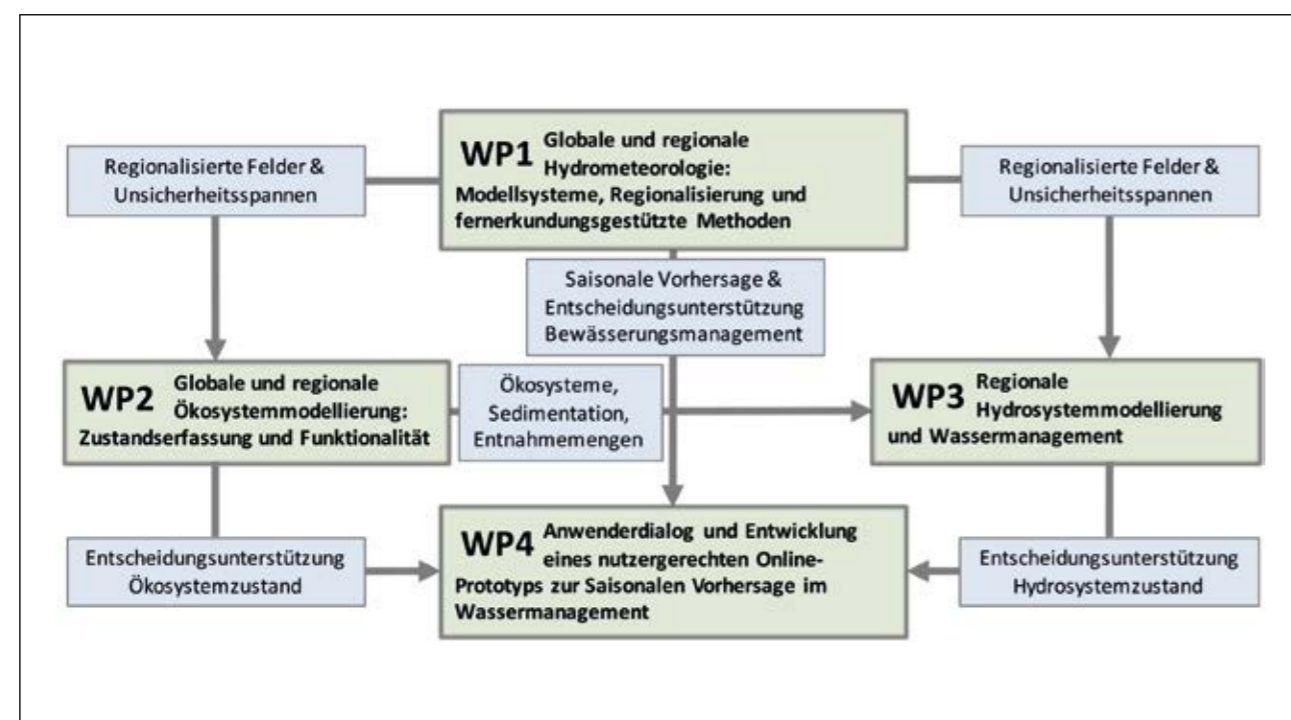 WP1 Globale und regionale
Hydrometeorologie:
Modellsysteme, Regionalisierung und
fernerkundungsgestützte Methoden
Regionalisierte Felder &
Unsicherheitsspannen
Regionalisierte Felder &
Unsicherheitsspannen
Saisonale Vorhersage &
Entscheidungsunterstützung
Bewässerungsmanagement
WP2 Globale und regionale
Ökosystemmodellierung:
Zustandserfassung und Funktionalität
Ökosysteme,
Sedimentation,
Entnahmemengen
WP3 Regionale
Hydrosystemmodellierung
und Wassermanagement
Entscheidungsunterstützung
Ökosystemzustand
WP4 Anwenderdialog und Entwicklung
eines nutzergerechten Online-
Prototyps zur Saisonalen Vorhersage im
Wassermanagement
Entscheidungsunterstützung
Hydrosystemzustand